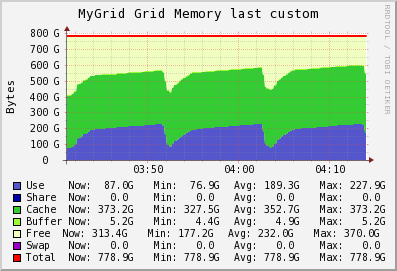 MyGrid Grid Memory last custom
RRDTOOL / TOBI OETIKER
Bytes
800 G
700 G
600 G
500 G
400 G
300 G
200 G
100 G
0
03:50 04:00 04:10
Use Now: 87.0G Min: 76.9G Avg: 189.3G Max: 227.9G
Share Now: 0.0 Min: 0.0 Avg: 0.0 Max: 0.0
Cache Now: 373.2G Min: 327.5G Avg: 352.7G Max: 373.2G
Buffer Now: 5.2G Min: 4.4G Avg: 4.9G Max: 5.2G
Free Now: 313.4G Min: 177.2G Avg: 232.0G Max: 370.0G
Swap Now: 0.0 Min: 0.0 Avg: 0.0 Max: 0.0
Total Now: 778.9G Min: 778.9G Avg: 778.9G Max: 778.9G